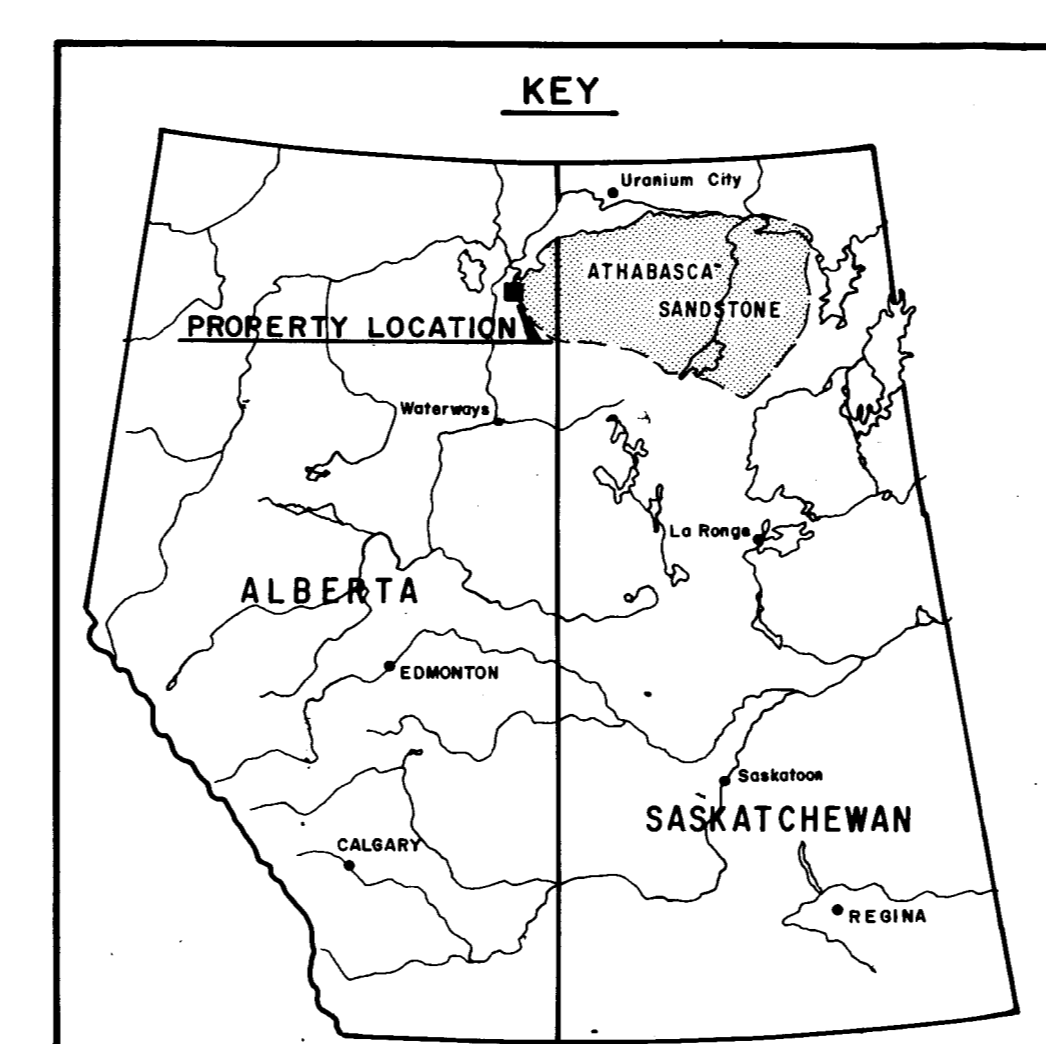 KEY
Uranium City
ATHABASCA
SANDSTONE
PROPERTY LOCATION
Waterways
La Ronge
ALBERTA
EDMONTON
Saskatoon
SASKATCHEWAN
CALGARY
REGINA